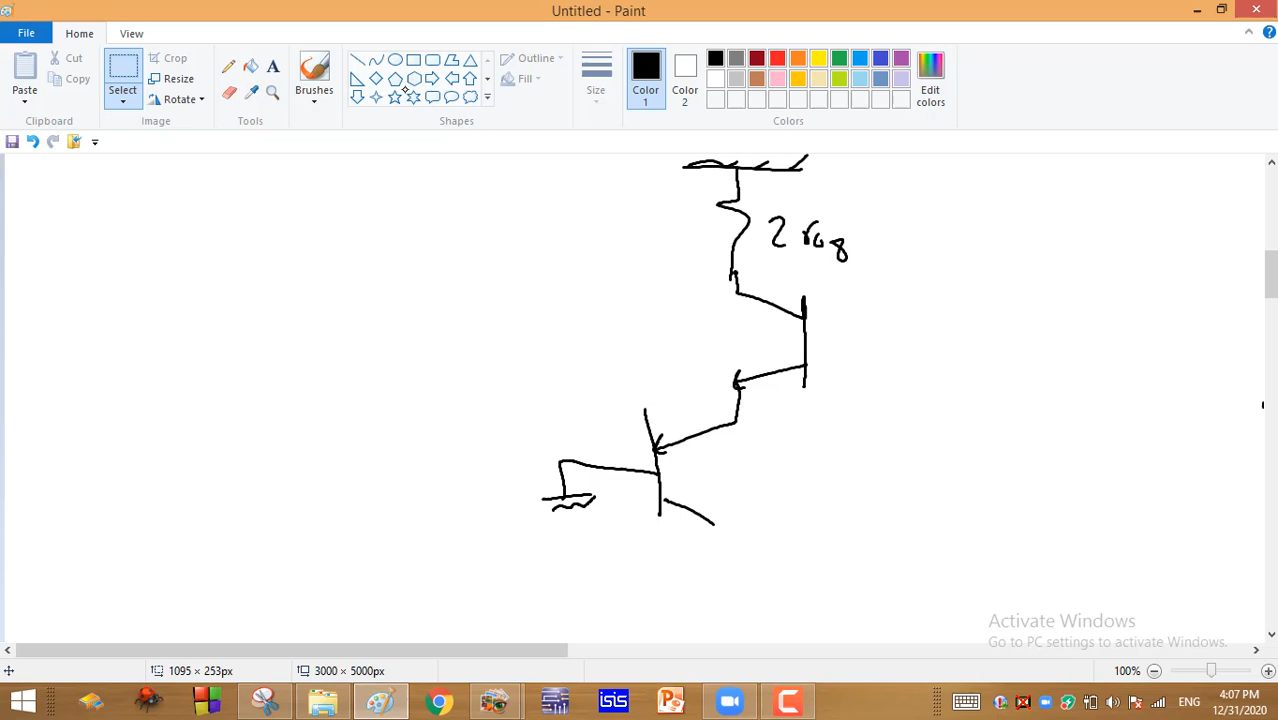 Untitled - Paint
File Home View
Paste Cut Copy Clipboard
Select Crop Resize Rotate Image
Tools
Brushes
Outline Fill Shapes
Size
Color 1 Color 2 Edit colors Colors
Activate Windows
Go to PC settings to activate Windows.
1095 × 253px 3000 × 5000px 100%
isis ENG 4:07 PM
12/31/2020